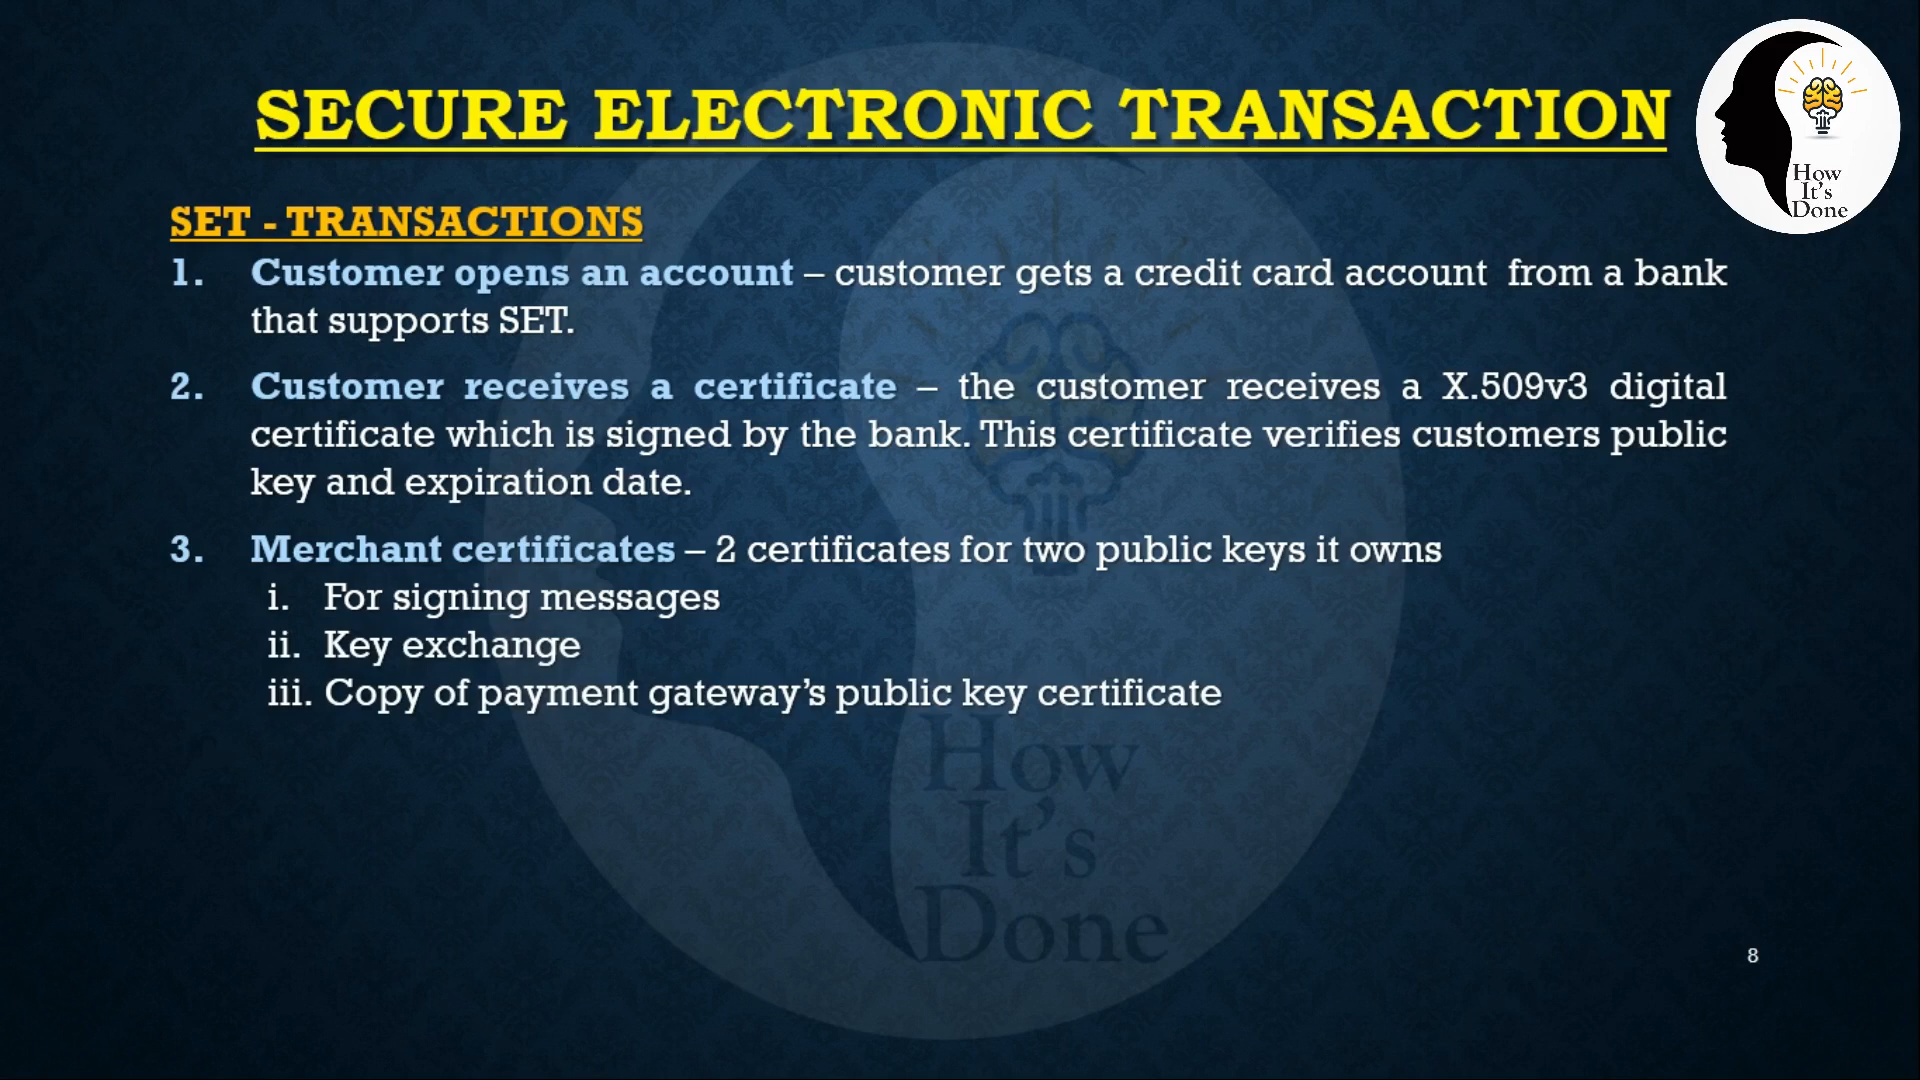 SECURE ELECTRONIC TRANSACTION
How
It's
Done
SET - TRANSACTIONS
1. Customer opens an account – customer gets a credit card account from a bank
that supports SET.
2. Customer receives a certificate – the customer receives a X.509v3 digital
certificate which is signed by the bank. This certificate verifies customers public
key and expiration date.
3. Merchant certificates – 2 certificates for two public keys it owns
i. For signing messages
ii. Key exchange
iii. Copy of payment gateway’s public key certificate
How
It's
Done
8